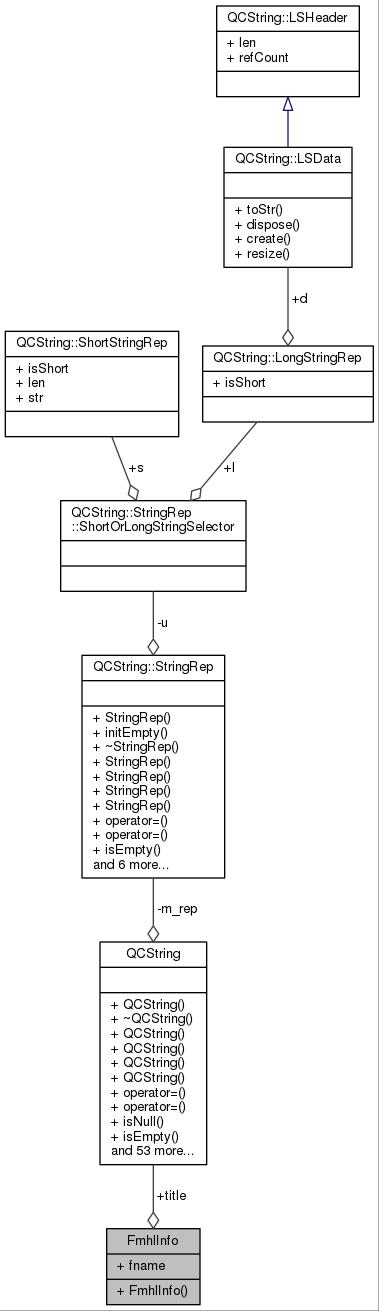 QCString::LSHeader
+ len
+ refCount
QCString::LSData
+ toStr()
+ dispose()
+ create()
+ resize()
+d
QCString::ShortStringRep
+ isShort
+ len
+ str
QCString::LongStringRep
+ isShort
+s
+l
QCString::StringRep
::ShortOrLongStringSelector
-u
QCString::StringRep
+ StringRep()
+ initEmpty()
+ ~StringRep()
+ StringRep()
+ StringRep()
+ StringRep()
+ StringRep()
+ operator=()
+ operator=()
+ isEmpty()
and 6 more...
-m_rep
QCString
+ QCString()
+ ~QCString()
+ QCString()
+ QCString()
+ QCString()
+ QCString()
+ operator=()
+ operator=()
+ isNull()
+ isEmpty()
and 53 more...
+title
FmhlInfo
+ fname
+ FmhlInfo()